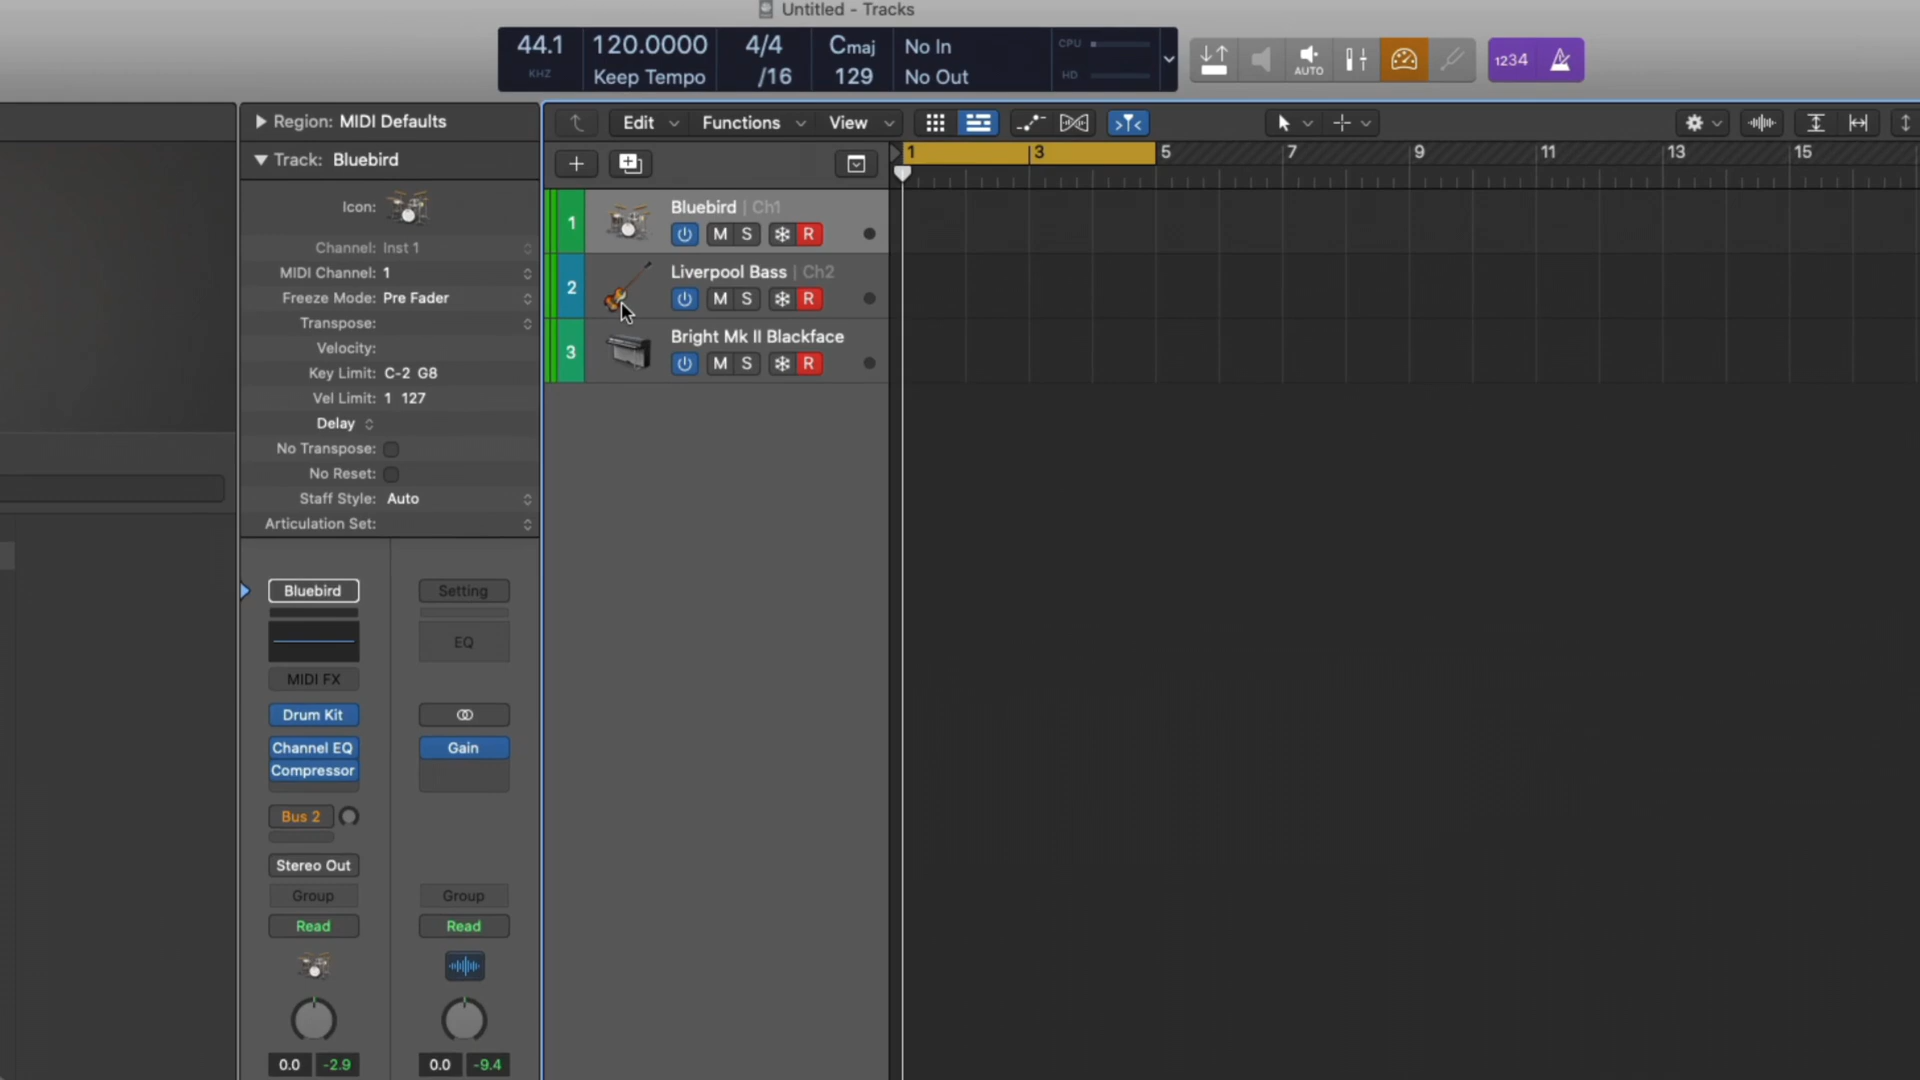 Untitled - Tracks
44.1
KHZ
120.0000
Keep Tempo
4/4
/16
Cmaj
129
No In
No Out
CPU
HD
AUTO
1234
Region: MIDI Defaults
Track: Bluebird
Icon:
Channel: Inst 1
MIDI Channel: 1
Freeze Mode: Pre Fader
Transpose:
Velocity:
Key Limit: C-2 G8
Vel Limit: 1 127
Delay
No Transpose:
No Reset:
Staff Style: Auto
Articulation Set:
Bluebird
MIDI FX
Drum Kit
Channel EQ
Compressor
Bus 2
Stereo Out
Group
Read
0.0 -2.9
Setting
EQ
Gain
Group
Read
0.0 -9.4
Edit Functions View
1 3 5 7 9 11 13 15
1 Bluebird | Ch1
M S R
2 Liverpool Bass | Ch2
M S R
3 Bright Mk II Blackface
M S R